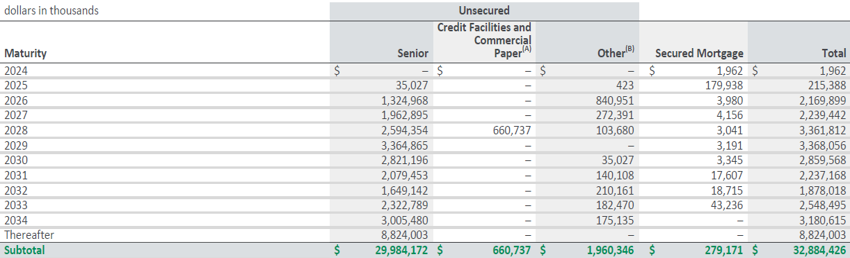 dollars in thousands Unsecured
Credit Facilities and
Commercial
Maturity Senior Paper(A) Other(B) Secured Mortgage Total
2024 $ – $ – $ – $ 1,962 $ 1,962
2025 35,027 – 423 179,938 215,388
2026 1,324,968 – 840,951 3,980 2,169,899
2027 1,962,895 – 272,391 4,156 2,239,442
2028 2,594,354 660,737 103,680 3,041 3,361,812
2029 3,364,865 – – 3,191 3,368,056
2030 2,821,196 – 35,027 3,345 2,859,568
2031 2,079,453 – 140,108 17,607 2,237,168
2032 1,649,142 – 210,161 18,715 1,878,018
2033 2,322,789 – 182,470 43,236 2,548,495
2034 3,005,480 – 175,135 – 3,180,615
Thereafter 8,824,003 – – – 8,824,003
Subtotal $ 29,984,172 $ 660,737 $ 1,960,346 $ 279,171 $ 32,884,426